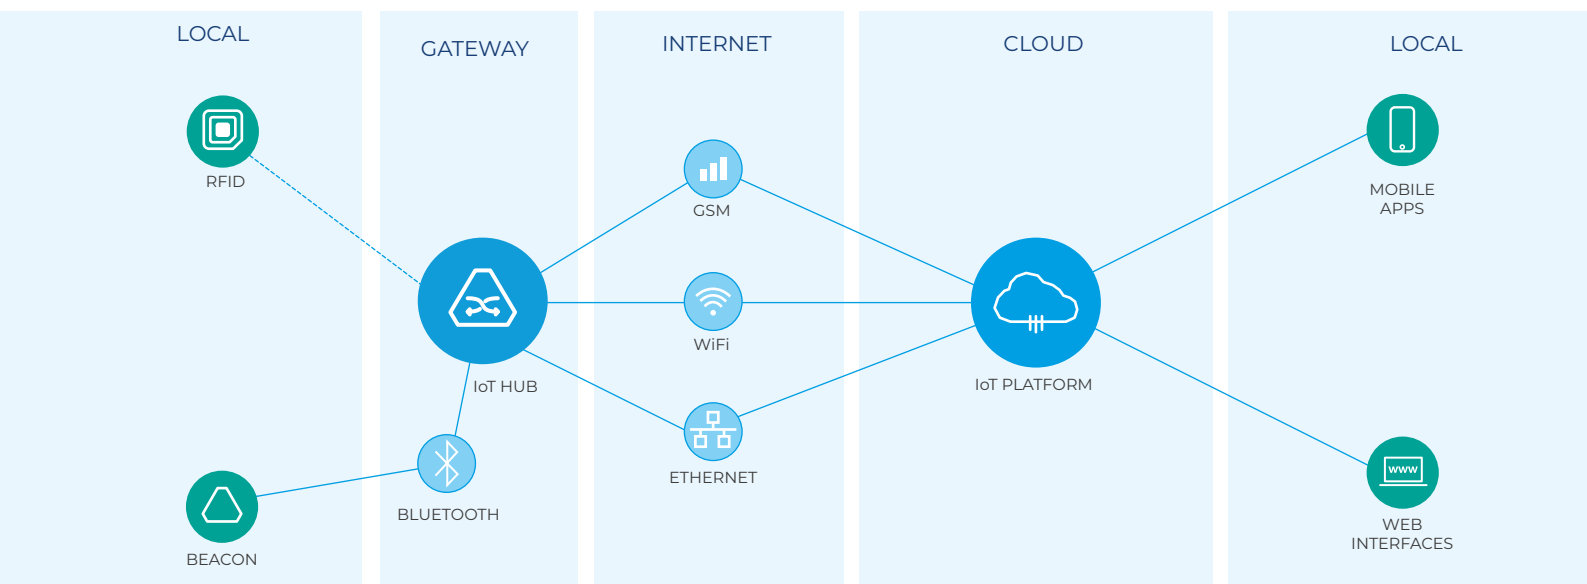 LOCAL
GATEWAY
INTERNET
CLOUD
LOCAL
RFID
GSM
MOBILE
APPS
WiFi
IoT HUB
IoT PLATFORM
ETHERNET
www
BLUETOOTH
BEACON
WEB
INTERFACES